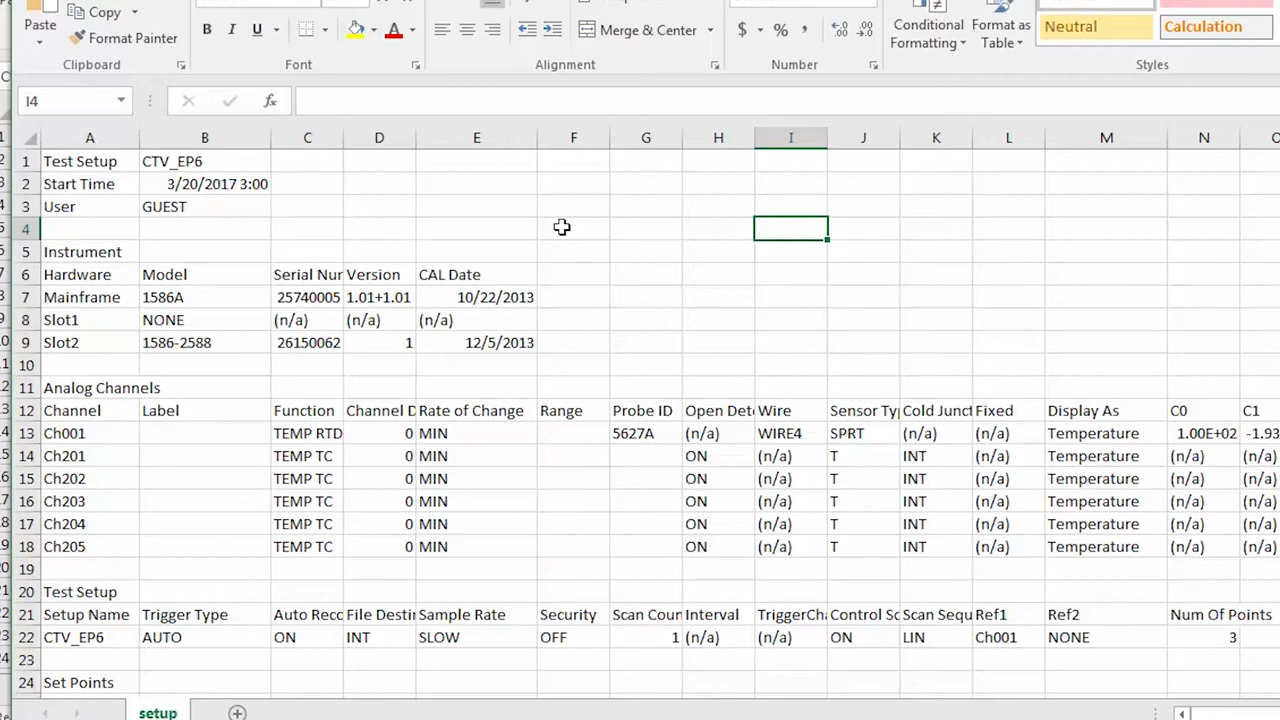 Copy
Paste
Format Painter
B I U
Merge & Center
$ % ,
Conditional Formatting
Format as Table
Neutral
Calculation
Clipboard
Font
Alignment
Number
Styles
I4
fx
A B C D E F G H I J K L M N O
1 Test Setup CTV_EP6
2 Start Time 3/20/2017 3:00
3 User GUEST
4
5 Instrument
6 Hardware Model Serial Nur Version CAL Date
7 Mainframe 1586A 25740005 1.01+1.01 10/22/2013
8 Slot1 NONE (n/a) (n/a) (n/a)
9 Slot2 1586-2588 26150062 1 12/5/2013
10
11 Analog Channels
12 Channel Label Function Channel D Rate of Change Range Probe ID Open Dete Wire Sensor Ty Cold Junct Fixed Display As C0 C1
13 Ch001 TEMP RTD 0 MIN 5627A (n/a) WIRE4 SPRT (n/a) (n/a) Temperature 1.00E+02 -1.93
14 Ch201 TEMP TC 0 MIN ON (n/a) T INT (n/a) Temperature (n/a) (n/a)
15 Ch202 TEMP TC 0 MIN ON (n/a) T INT (n/a) Temperature (n/a) (n/a)
16 Ch203 TEMP TC 0 MIN ON (n/a) T INT (n/a) Temperature (n/a) (n/a)
17 Ch204 TEMP TC 0 MIN ON (n/a) T INT (n/a) Temperature (n/a) (n/a)
18 Ch205 TEMP TC 0 MIN ON (n/a) T INT (n/a) Temperature (n/a) (n/a)
19
20 Test Setup
21 Setup Name Trigger Type Auto Reco File Destin Sample Rate Security Scan Coun Interval TriggerCha Control Sc Scan Sequ Ref1 Ref2 Num Of Points
22 CTV_EP6 AUTO ON INT SLOW OFF 1 (n/a) (n/a) ON LIN Ch001 NONE 3
23
24 Set Points
setup